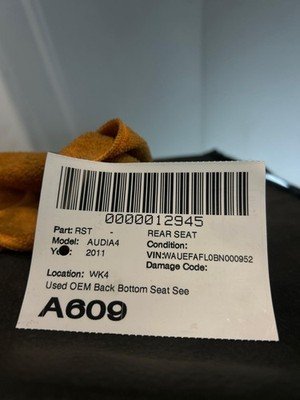 0000012945
Part: RST - REAR SEAT
Model: AUDIA4 Condition:
2011 VIN:WAUEFAFL0BN000952
Damage Code:
Location: WK4
Used OEM Back Bottom Seat See
A609